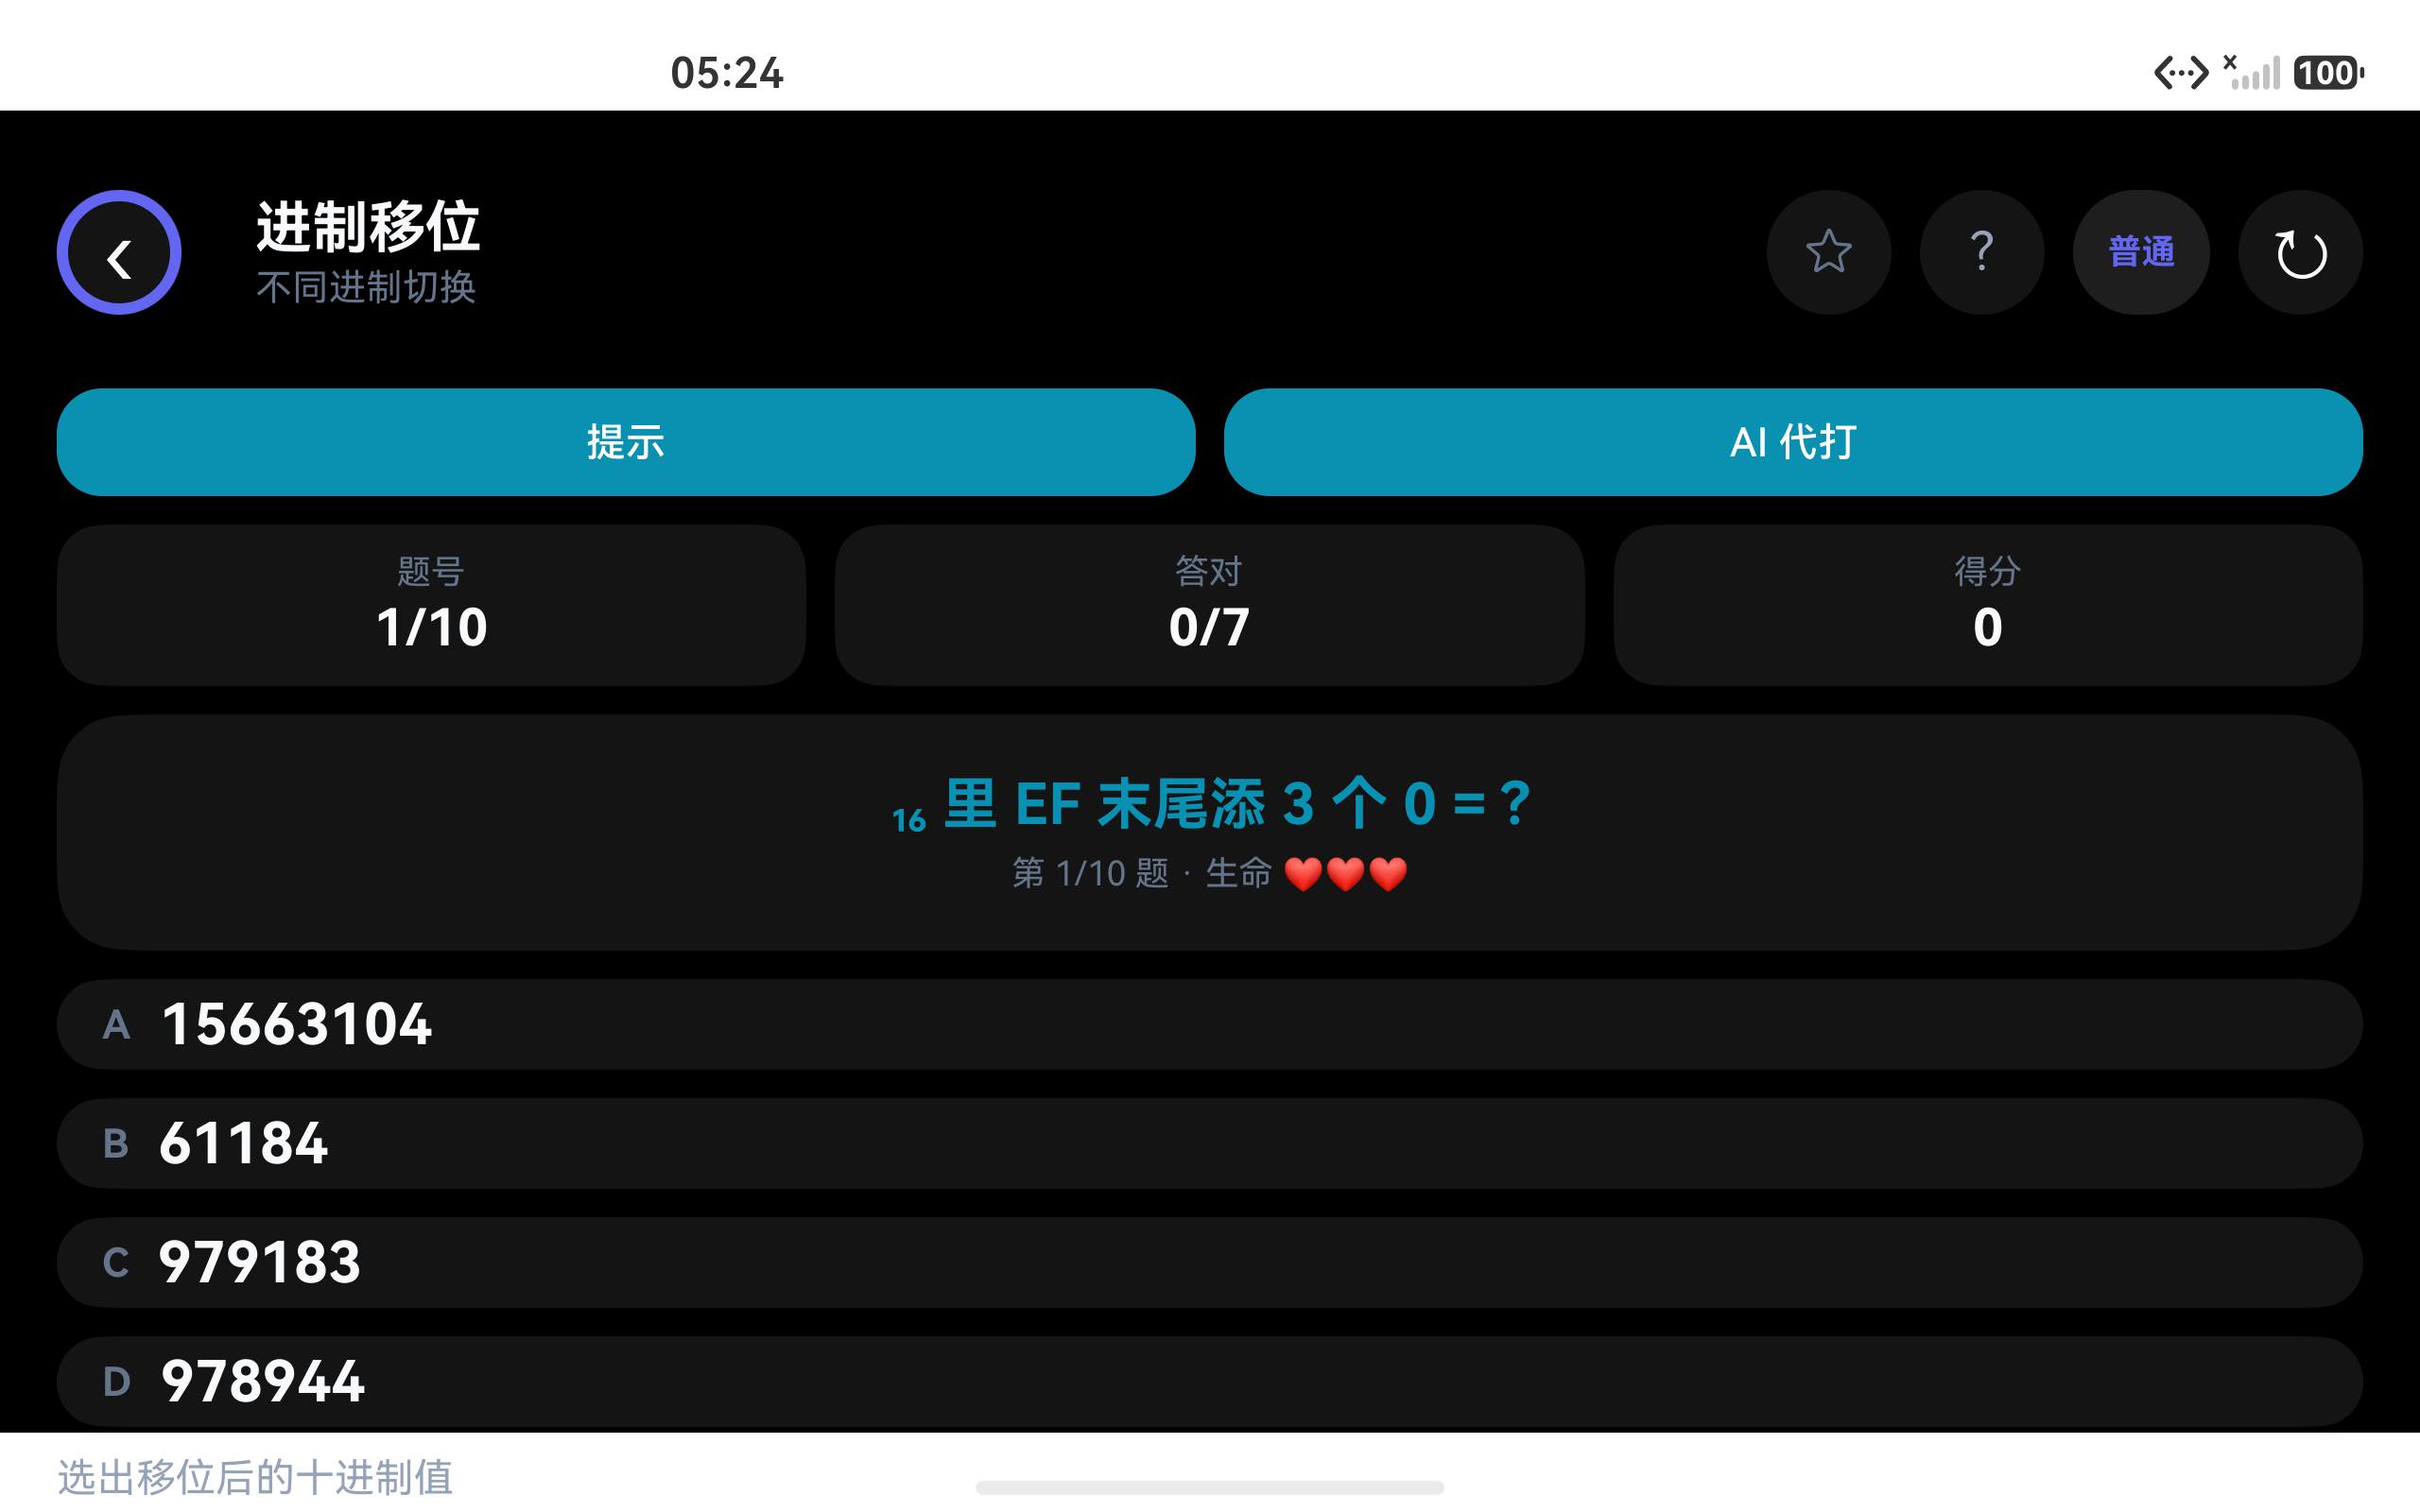 05:24
100
进制移位
不同进制切换
?
普通
提示
AI 代打
题号
1/10
答对
0/7
得分
0
₁₆ 里 EF 末尾添 3 个 0 = ?
第 1/10 题 · 生命 ❤️❤️❤️
A 15663104
B 61184
C 979183
D 978944
选出移位后的十进制值